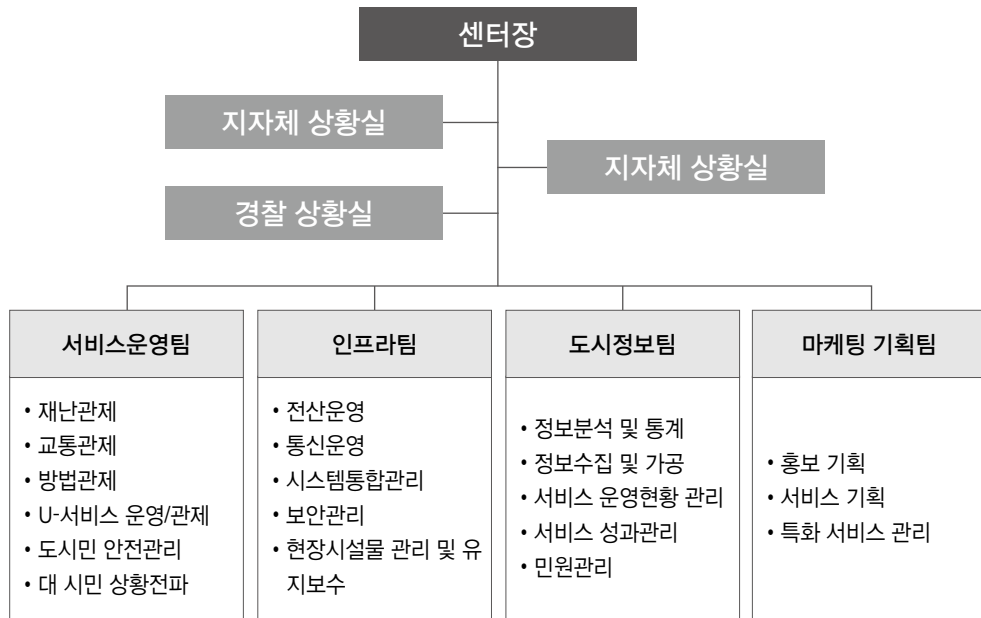 센터장
지자체 상황실
지자체 상황실
경찰 상황실
서비스운영팀
• 재난관제
• 교통관제
• 방법관제
• U-서비스 운영/관제
• 도시민 안전관리
• 대 시민 상황전파
인프라팀
• 전산운영
• 통신운영
• 시스템통합관리
• 보안관리
• 현장시설물 관리 및 유
지보수
도시정보팀
• 정보분석 및 통계
• 정보수집 및 가공
• 서비스 운영현황 관리
• 서비스 성과관리
• 민원관리
마케팅 기획팀
• 홍보 기획
• 서비스 기획
• 특화 서비스 관리